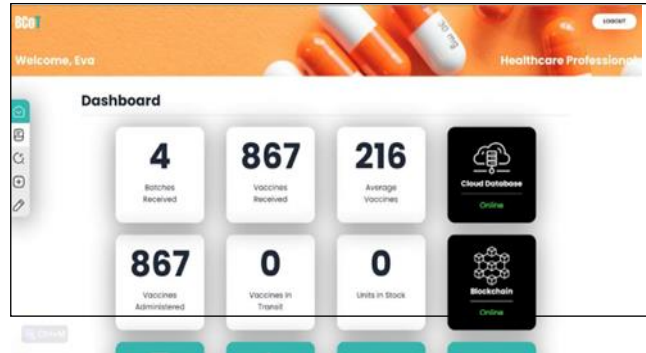 BCoT
LOGOUT
Welcome, Eva
Healthcare Professional
Dashboard
4
Batches
Received
867
Vaccines
Received
216
Average
Vaccines
Cloud Database
Online
867
Vaccines
Administered
0
Vaccines In
Transit
0
Units in Stock
Blockchain
Online